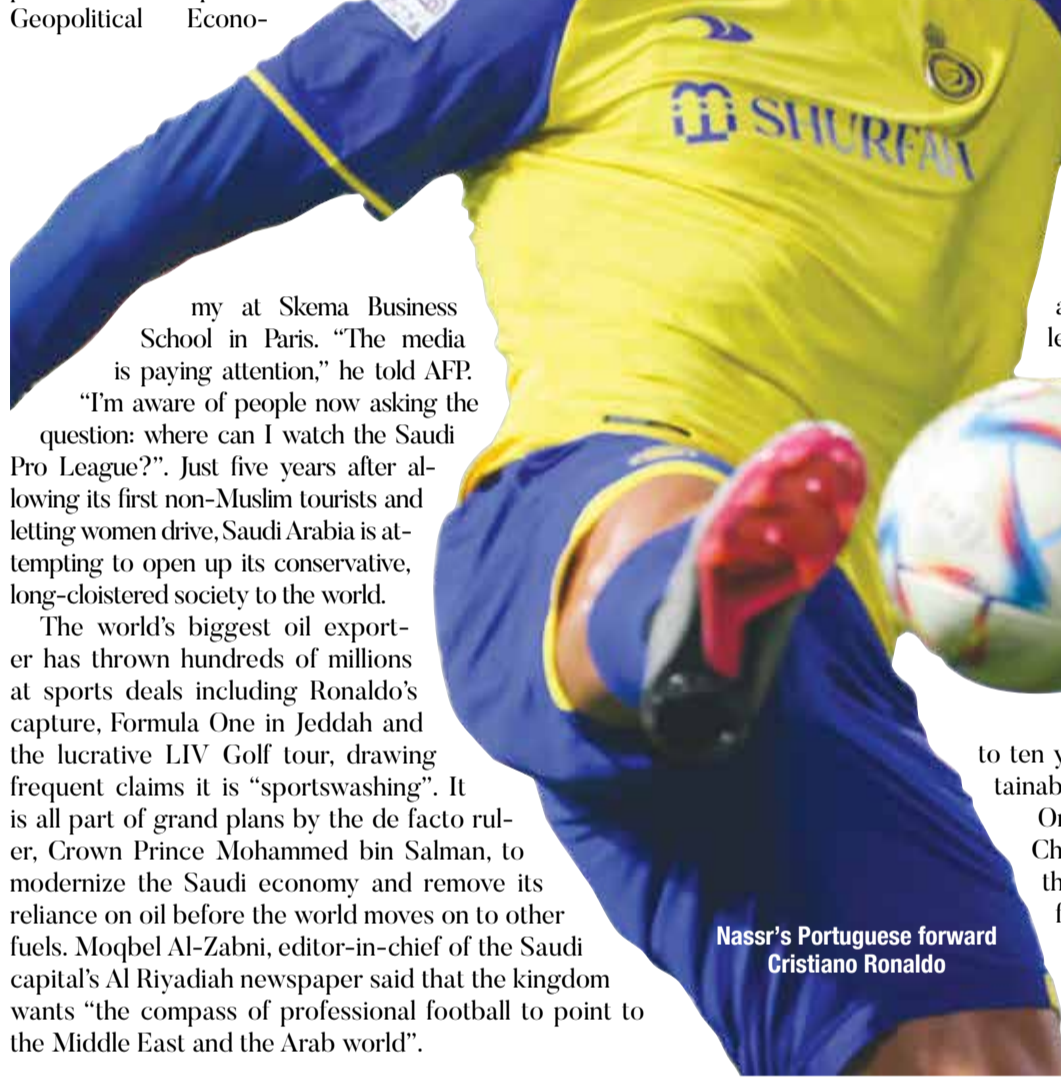 Geopolitical Econo-
my at Skema Business
School in Paris. “The media
is paying attention,” he told AFP.
“I’m aware of people now asking the
question: where can I watch the Saudi
Pro League?”. Just five years after al-
lowing its first non-Muslim tourists and
letting women drive, Saudi Arabia is at-
tempting to open up its conservative,
long-cloistered society to the world.
The world’s biggest oil export-
er has thrown hundreds of millions
at sports deals including Ronaldo’s
capture, Formula One in Jeddah and
the lucrative LIV Golf tour, drawing
frequent claims it is “sportswashing”. It
is all part of grand plans by the de facto rul-
er, Crown Prince Mohammed bin Salman, to
modernize the Saudi economy and remove its
reliance on oil before the world moves on to other
fuels. Moqbel Al-Zabni, editor-in-chief of the Saudi
capital’s Al Riyadiah newspaper said that the kingdom
wants “the compass of professional football to point to
the Middle East and the Arab world”.
SHURFAH
Nassr’s Portuguese forward
Cristiano Ronaldo
to ten